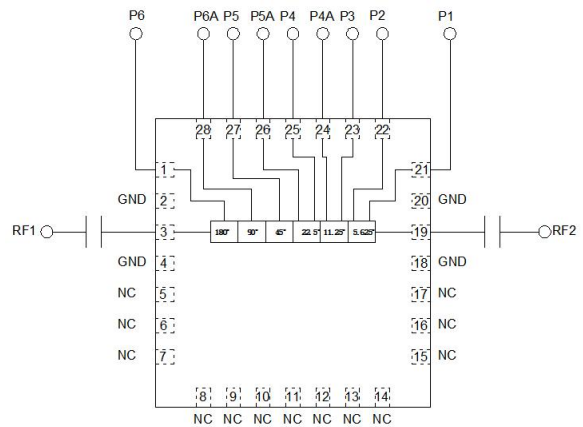 P6 P6A P5 P5A P4 P4A P3 P2 P1
28 27 26 25 24 23 22
1 21
GND 2 20 GND
RF1 3 180° 90° 45° 22.5° 11.25° 5.625° 19 RF2
GND 4 18 GND
NC 5 17 NC
NC 6 16 NC
NC 7 15 NC
8 9 10 11 12 13 14
NC NC NC NC NC NC NC